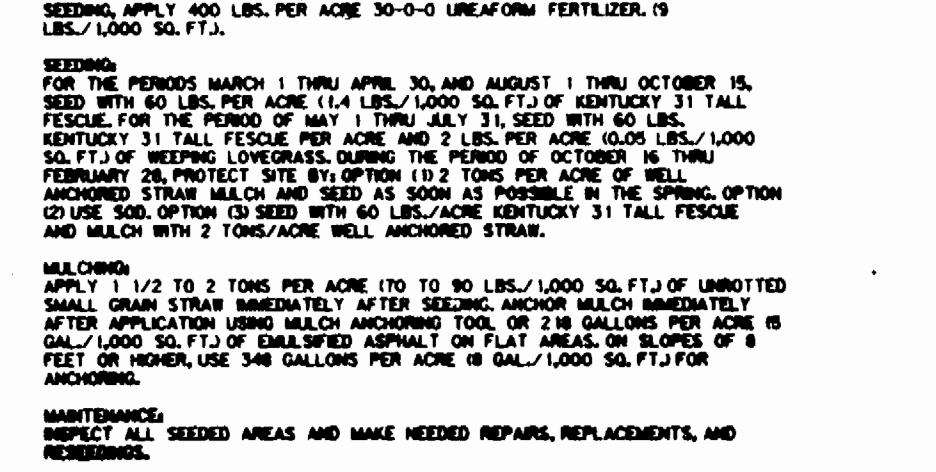 SEEDING, APPLY 400 LBS. PER ACRE 30-0-0 UREAFORM FERTILIZER. (9
LBS./1,000 SQ. FT.).
SEEDING:
FOR THE PERIODS MARCH 1 THRU APRIL 30, AND AUGUST 1 THRU OCTOBER 15,
SEED WITH 60 LBS. PER ACRE (1.4 LBS./1,000 SQ. FT.) OF KENTUCKY 31 TALL
FESCUE. FOR THE PERIOD OF MAY 1 THRU JULY 31, SEED WITH 60 LBS.
KENTUCKY 31 TALL FESCUE PER ACRE AND 2 LBS. PER ACRE (0.05 LBS./1,000
SQ. FT.) OF WEEPING LOVEGRASS. DURING THE PERIOD OF OCTOBER 16 THRU
FEBRUARY 28, PROTECT SITE BY: OPTION (1) 2 TONS PER ACRE OF WELL
ANCHORED STRAW MULCH AND SEED AS SOON AS POSSIBLE IN THE SPRING. OPTION
(2) USE SOD. OPTION (3) SEED WITH 60 LBS./ACRE KENTUCKY 31 TALL FESCUE
AND MULCH WITH 2 TONS/ACRE WELL ANCHORED STRAW.
MULCHING:
APPLY 1 1/2 TO 2 TONS PER ACRE (70 TO 90 LBS./1,000 SQ. FT.) OF UNROTTED
SMALL GRAIN STRAW IMMEDIATELY AFTER SEEDING. ANCHOR MULCH IMMEDIATELY
AFTER APPLICATION USING MULCH ANCHORING TOOL OR 218 GALLONS PER ACRE (5
GAL./1,000 SQ. FT.) OF EMULSIFIED ASPHALT ON FLAT AREAS. ON SLOPES OF 8
FEET OR HIGHER, USE 348 GALLONS PER ACRE (8 GAL./1,000 SQ. FT.) FOR
ANCHORING.
MAINTENANCE:
INSPECT ALL SEEDED AREAS AND MAKE NEEDED REPAIRS, REPLACEMENTS, AND
RESEEDINGS.